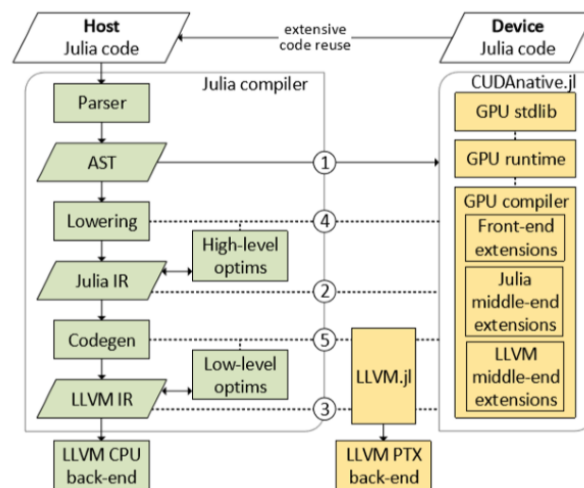 Host
Julia code
extensive
code reuse
Device
Julia code
Julia compiler
CUDAnative.jl
Parser
GPU stdlib
AST
1
GPU runtime
GPU compiler
Lowering
4
Front-end
extensions
High-level
optims
Julia IR
2
Julia
middle-end
extensions
Codegen
5
LLVM.jl
Low-level
optims
LLVM
middle-end
extensions
LLVM IR
3
LLVM CPU
back-end
LLVM PTX
back-end